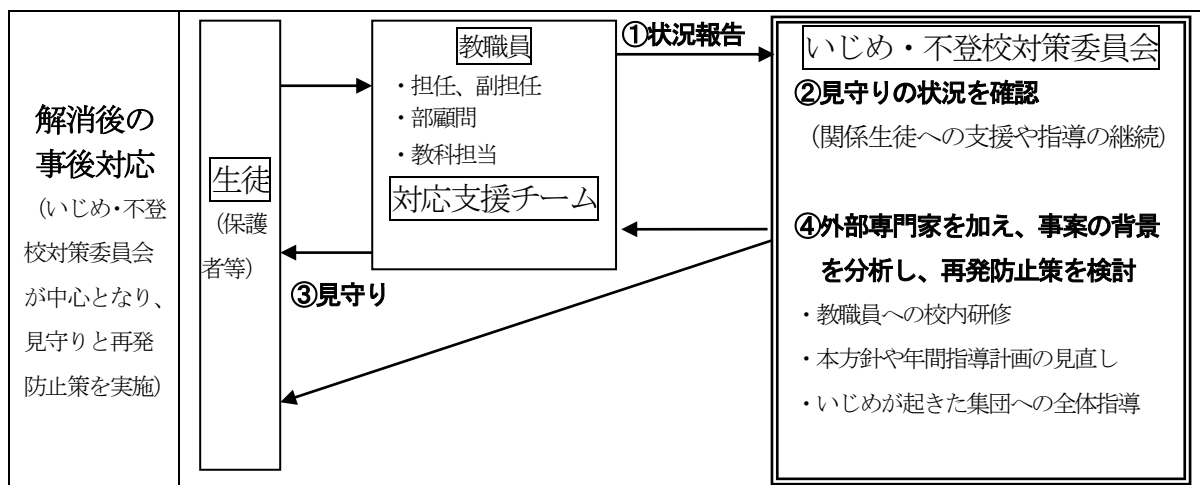 解消後の
事後対応
（いじめ・不登
校対策委員会
が中心となり、
見守りと再発
防止策を実施）
生徒
（保護
者等）
教職員
・担任、副担任
・部顧問
・教科担当
対応支援チーム
①状況報告
③見守り
いじめ・不登校対策委員会
②見守りの状況を確認
（関係生徒への支援や指導の継続）
④外部専門家を加え、事案の背景
を分析し、再発防止策を検討
・教職員への校内研修
・本方針や年間指導計画の見直し
・いじめが起きた集団への全体指導